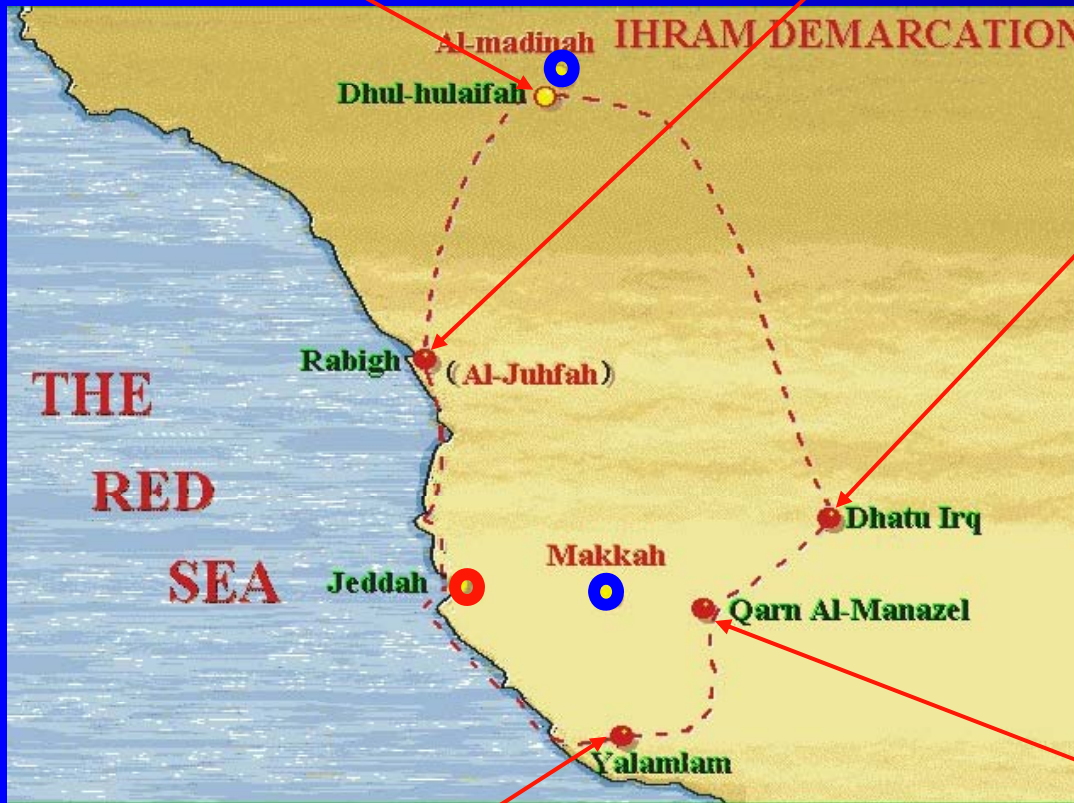 IHRAM DEMARCATION
Al-madinah
Dhul-hulaifah
Rabigh
(Al-Juhfah)
THE
RED
SEA
Dhatu Irq
Makkah
Jeddah
Qarn Al-Manazel
Yalamlam